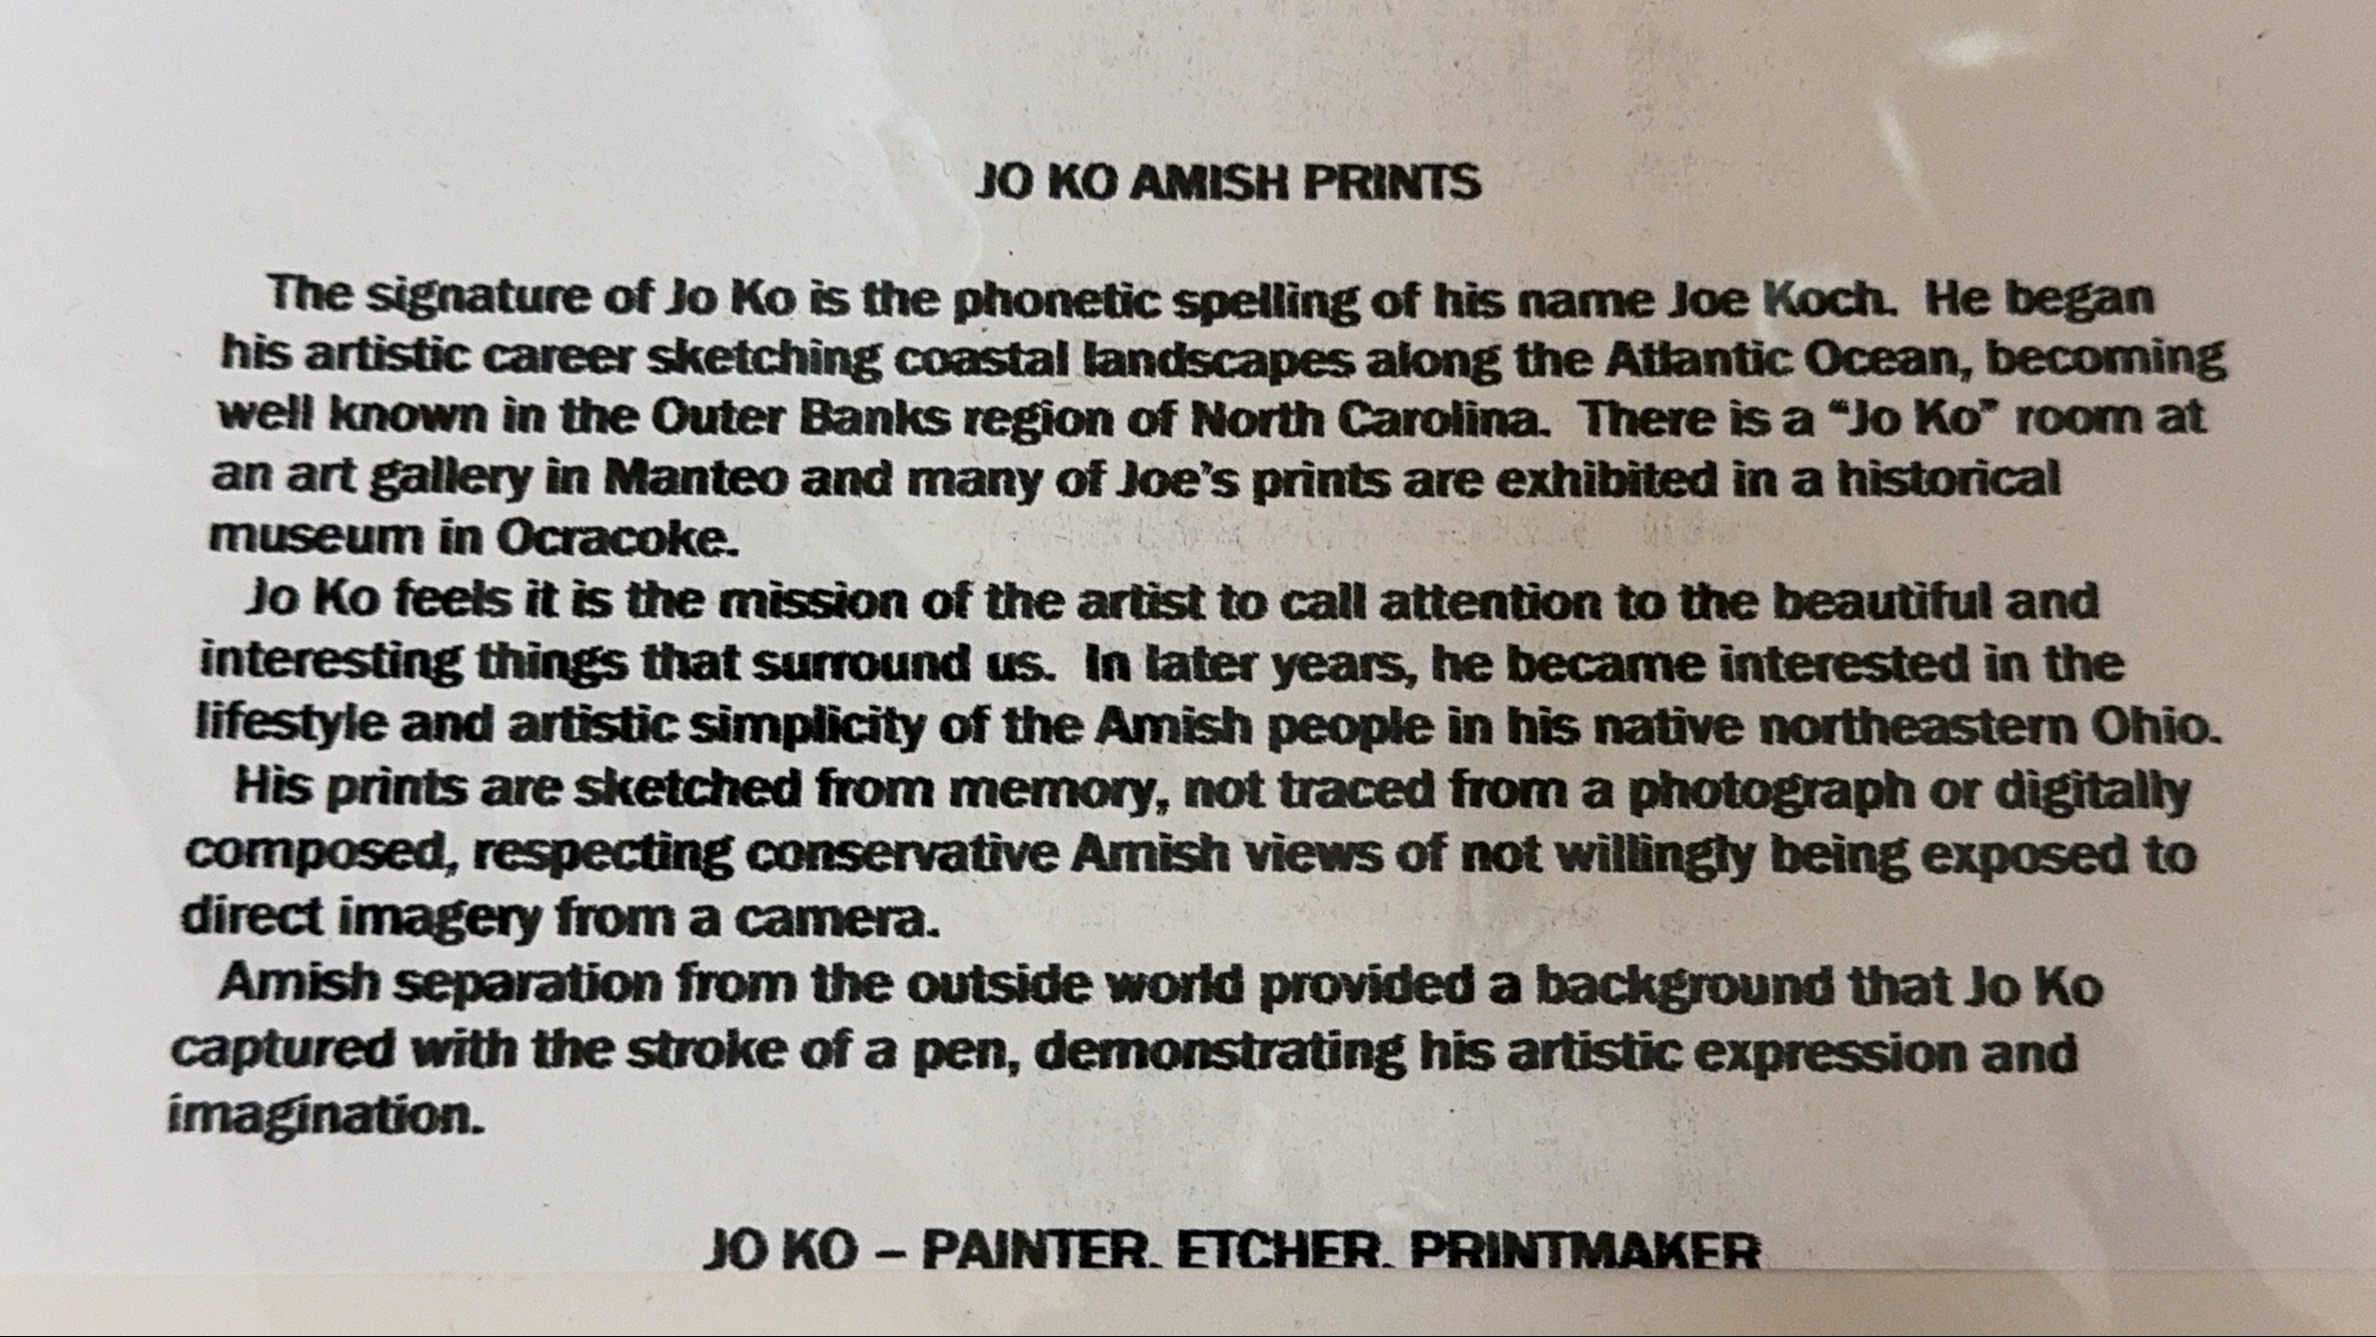 JO KO AMISH PRINTS
The signature of Jo Ko is the phonetic spelling of his name Joe Koch. He began
his artistic career sketching coastal landscapes along the Atlantic Ocean, becoming
well known in the Outer Banks region of North Carolina. There is a “Jo Ko” room at
an art gallery in Manteo and many of Joe’s prints are exhibited in a historical
museum in Ocracoke.
Jo Ko feels it is the mission of the artist to call attention to the beautiful and
interesting things that surround us. In later years, he became interested in the
lifestyle and artistic simplicity of the Amish people in his native northeastern Ohio.
His prints are sketched from memory, not traced from a photograph or digitally
composed, respecting conservative Amish views of not willingly being exposed to
direct imagery from a camera.
Amish separation from the outside world provided a background that Jo Ko
captured with the stroke of a pen, demonstrating his artistic expression and
imagination.
JO KO – PAINTER, ETCHER, PRINTMAKER